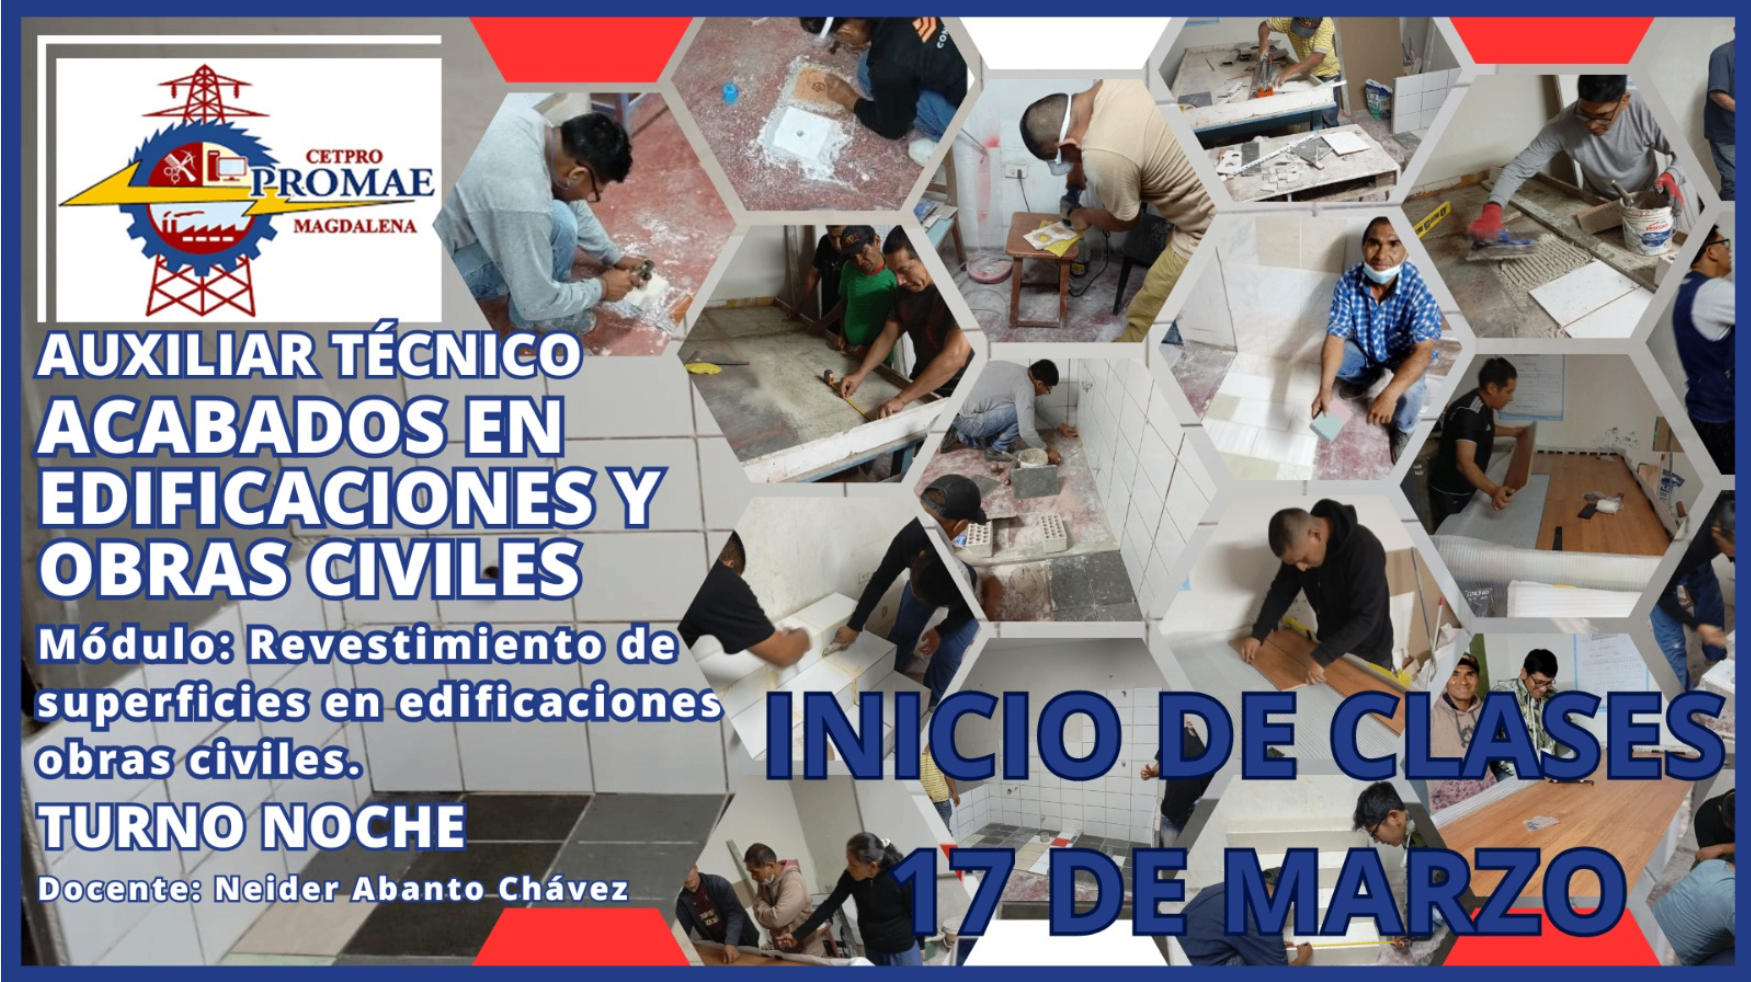 CETPRO
PROMAE
MAGDALENA
AUXILIAR TÉCNICO
ACABADOS EN
EDIFICACIONES Y
OBRAS CIVILES
Módulo: Revestimiento de
superficies en edificaciones
obras civiles.
TURNO NOCHE
Docente: Neider Abanto Chávez
INICIO DE CLASES
17 DE MARZO